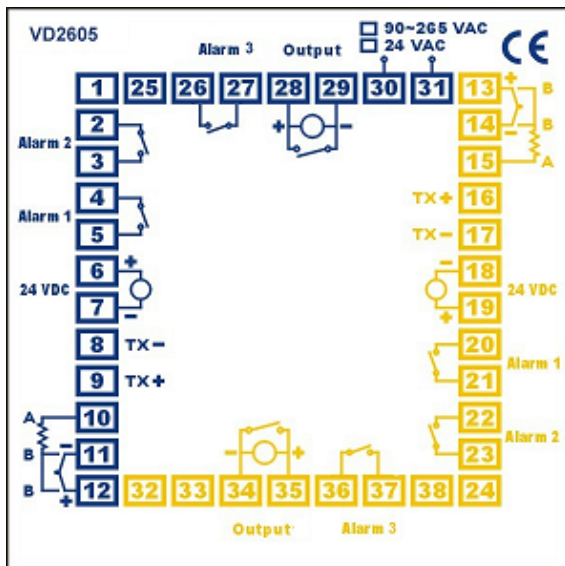 VD2605
Alarm 3 Output
90~265 VAC
24 VAC
CE
1 25 26 27 28 29 30 31 13
+ B
2
14
- B
Alarm 2
3
15
A
+ -
4
TX+ 16
Alarm 1
5
TX- 17
6 +
- 18
24 VDC
24 VDC
7 -
+ 19
8 TX-
20
Alarm 1
9 TX+
21
A 10
22
Alarm 2
B 11 -
23
- +
B + 12 32 33 34 35 36 37 38 24
Output Alarm 3